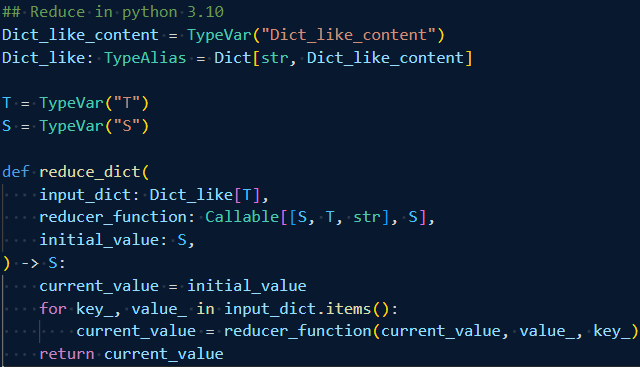 ## Reduce in python 3.10
Dict_like_content = TypeVar("Dict_like_content")
Dict_like: TypeAlias = Dict[str, Dict_like_content]

T = TypeVar("T")
S = TypeVar("S")

def reduce_dict(
    input_dict: Dict_like[T],
    reducer_function: Callable[[S, T, str], S],
    initial_value: S,
) -> S:
    current_value = initial_value
    for key_, value_ in input_dict.items():
        current_value = reducer_function(current_value, value_, key_)
    return current_value